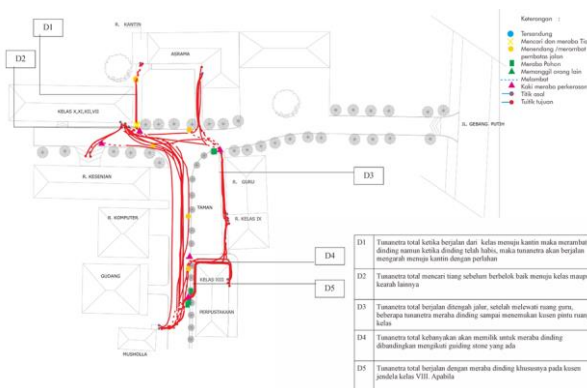 D1
D2
R. KANTIN
ASRAMA
KELAS X,XI,XII,VII
JL. GEBANG PUTIH
R. KESENIAN
R. GURU
D3
TAMAN
R. KOMPUTER
R. KELAS IX
D4
GUDANG
KELAS VIII
D5
PERPUSTAKAAN
MUSHOLLA
Keterangan :
Tersandung
Mencari dan meraba Tia
Menendang /merambat
pembatas jalan
Meraba Pohon
Memanggil orang lain
Melambat
Kaki meraba perkerasan
Titik asal
Tuitik tujuan
D1 Tunanetra total ketika berjalan dari kelas menuju kantin maka merambat
dinding namun ketika dinding telah habis, maka tunanetra akan berjalan
mengarah menuju kantin dengan perlahan
D2 Tunanetra total mencari tiang sebelum berbelok baik menuju kelas maupu
kearah lainnya
D3 Tunanetra total berjalan ditengah jalur, setelah melewati ruang guru,
beberapa tunanetra meraba dinding sampai menemukan kosen pintu ruang
kelas
D4 Tunanetra total kebanyakan akan memilik untuk meraba dinding
dibandingkan mengikuti guiding stone yang ada
D5 Tunanetra total berjalan dengan meraba dinding khususnya pada kosen
jendela kelas VIII. Apabila